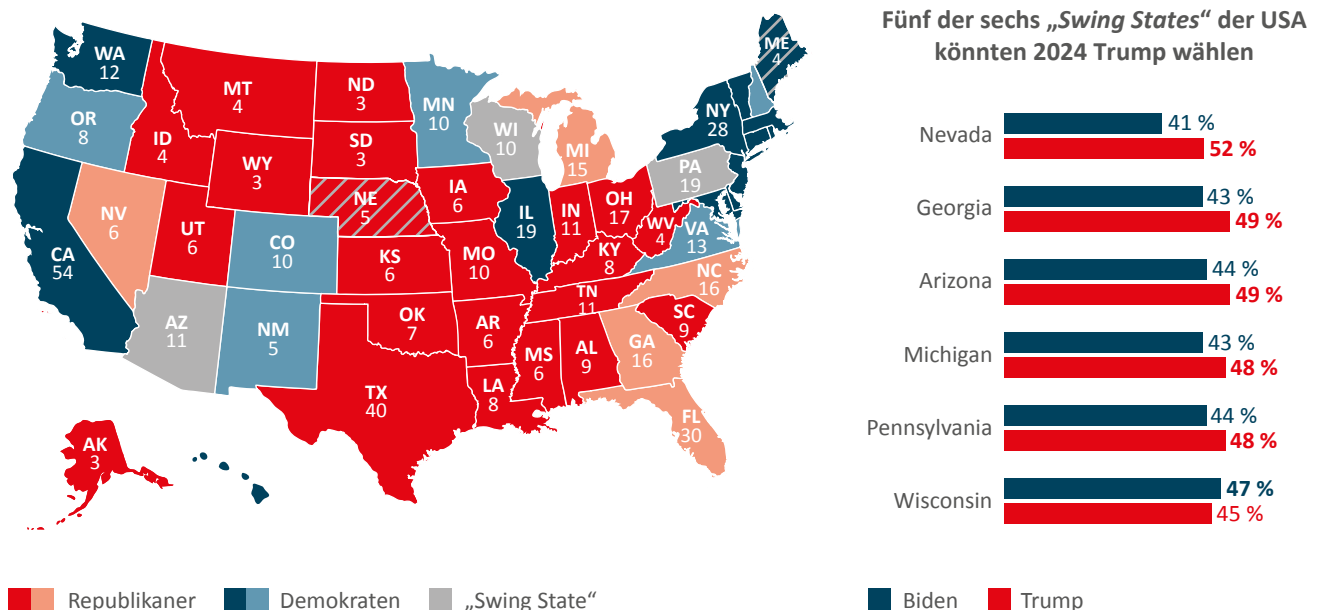 WA
12
OR
8
CA
54
NV
6
ID
4
MT
4
WY
3
UT
6
AZ
11
CO
10
NM
5
ND
3
SD
3
NE
5
KS
6
OK
7
TX
40
MN
10
IA
6
MO
10
AR
6
LA
8
WI
10
IL
19
MI
15
IN
11
OH
17
KY
8
TN
11
MS
6
AL
9
GA
16
FL
30
SC
9
NC
16
VA
13
WV
4
PA
19
NY
28
ME
4
AK
3
Republikaner
Demokraten
„Swing State“
Fünf der sechs „Swing States“ der USA
könnten 2024 Trump wählen
Nevada
41 %
52 %
Georgia
43 %
49 %
Arizona
44 %
49 %
Michigan
43 %
48 %
Pennsylvania
44 %
48 %
Wisconsin
47 %
45 %
Biden
Trump